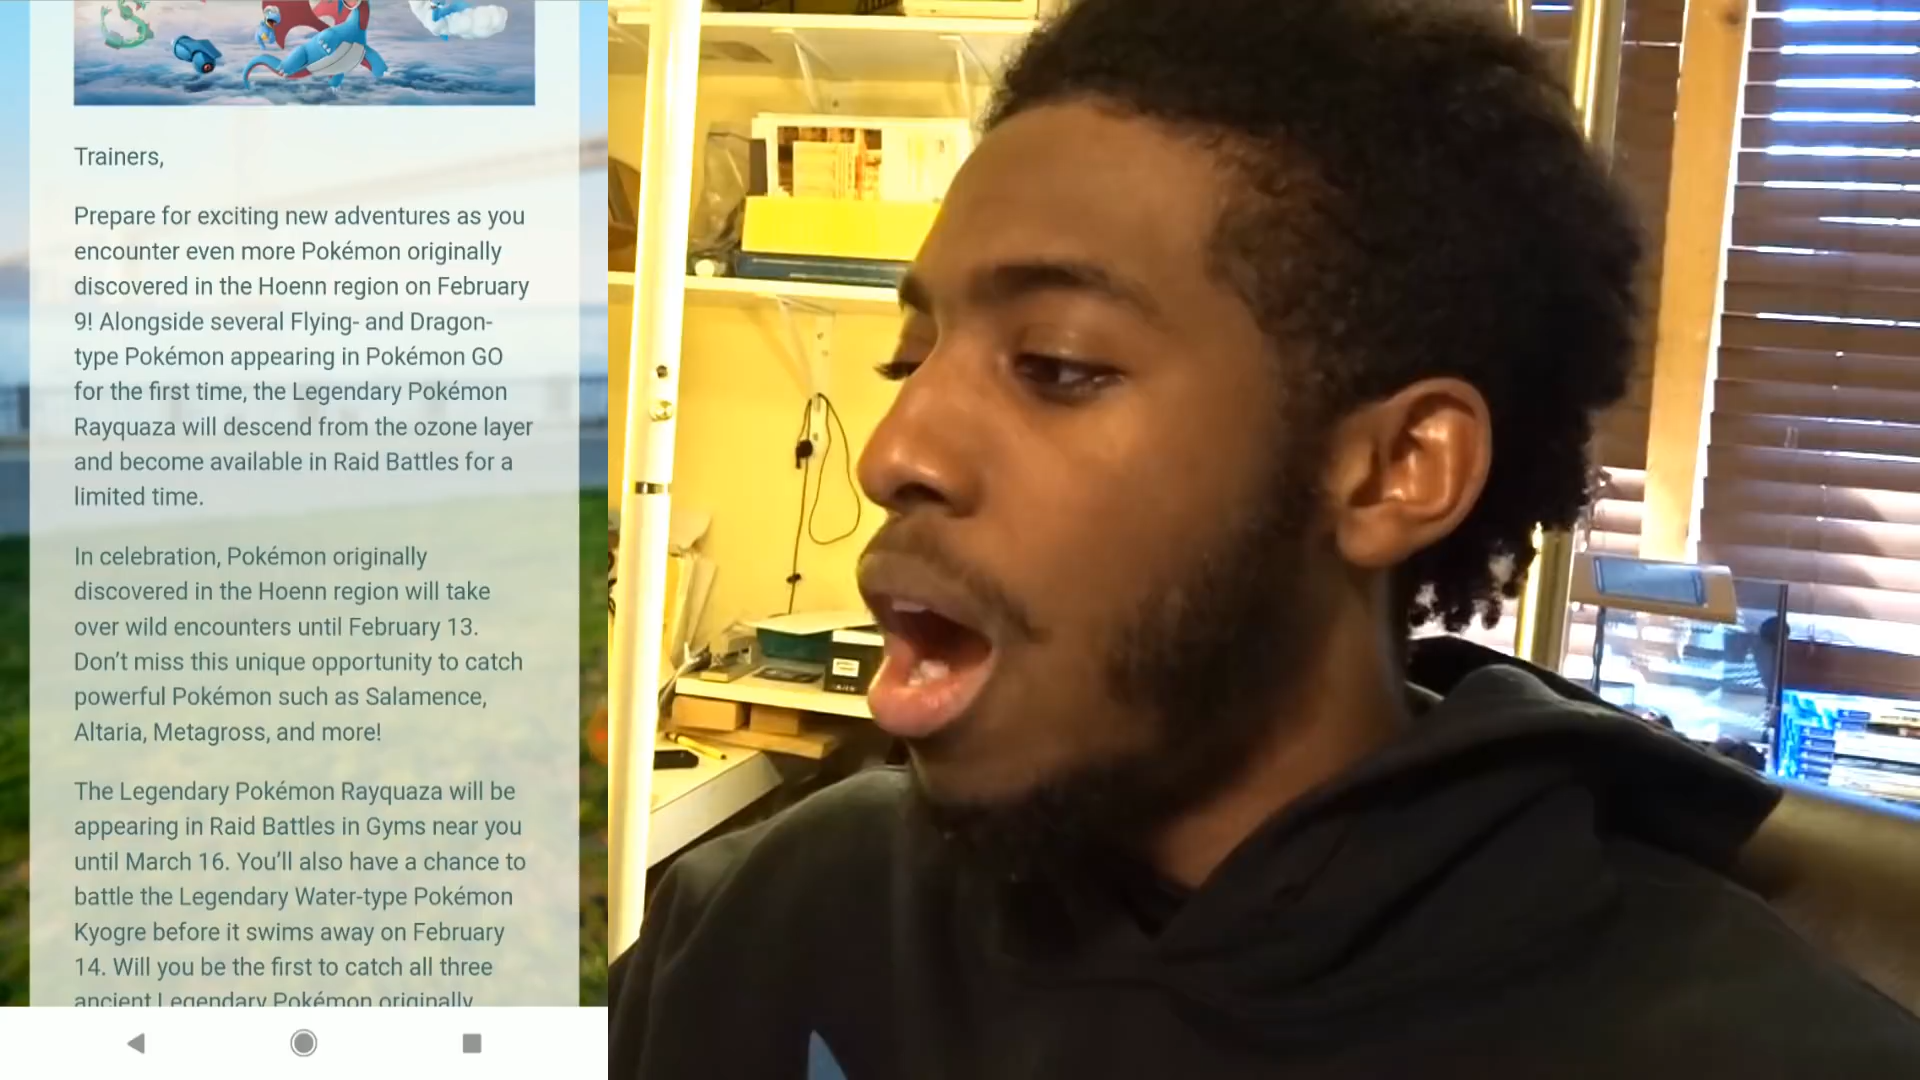 Trainers,
Prepare for exciting new adventures as you
encounter even more Pokémon originally
discovered in the Hoenn region on February
9! Alongside several Flying- and Dragon-
type Pokémon appearing in Pokémon GO
for the first time, the Legendary Pokémon
Rayquaza will descend from the ozone layer
and become available in Raid Battles for a
limited time.
In celebration, Pokémon originally
discovered in the Hoenn region will take
over wild encounters until February 13.
Don’t miss this unique opportunity to catch
powerful Pokémon such as Salamence,
Altaria, Metagross, and more!
The Legendary Pokémon Rayquaza will be
appearing in Raid Battles in Gyms near you
until March 16. You’ll also have a chance to
battle the Legendary Water-type Pokémon
Kyogre before it swims away on February
14. Will you be the first to catch all three
ancient Legendary Pokémon originally